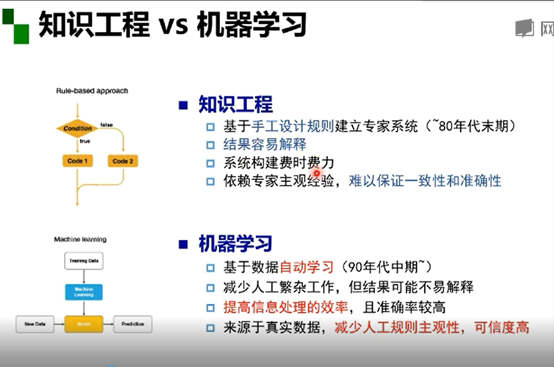 知识工程 vs 机器学习
网
Rule-based approach
Condition
false
true
Code 1
Code 2
知识工程
基于手工设计规则建立专家系统（~80年代末期）
结果容易解释
系统构建费时费力
依赖专家主观经验，难以保证一致性和准确性
Machine learning
Training Data
Machine
Learning
New Data
Model
Prediction
机器学习
基于数据自动学习（90年代中期~）
减少人工繁杂工作，但结果可能不易解释
提高信息处理的效率，且准确率较高
来源于真实数据，减少人工规则主观性，可信度高